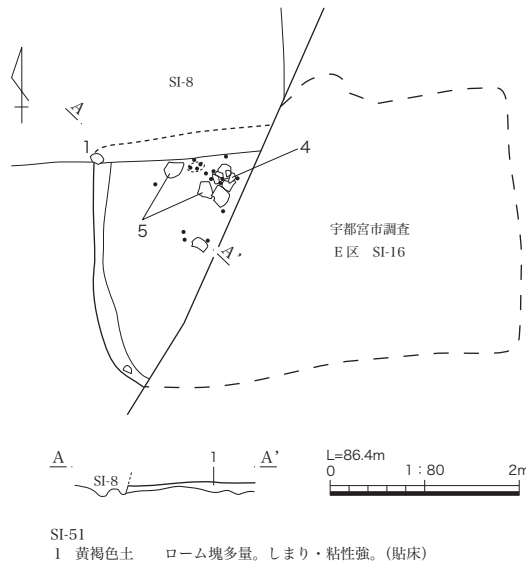 SI-8
A
1
4
5
宇都宮市調査
E区 SI-16
A’
A
1
A’
SI-8
L=86.4m
0
1：80
2m
SI-51
1 黄褐色土 ローム塊多量。しまり・粘性強。(貼床)